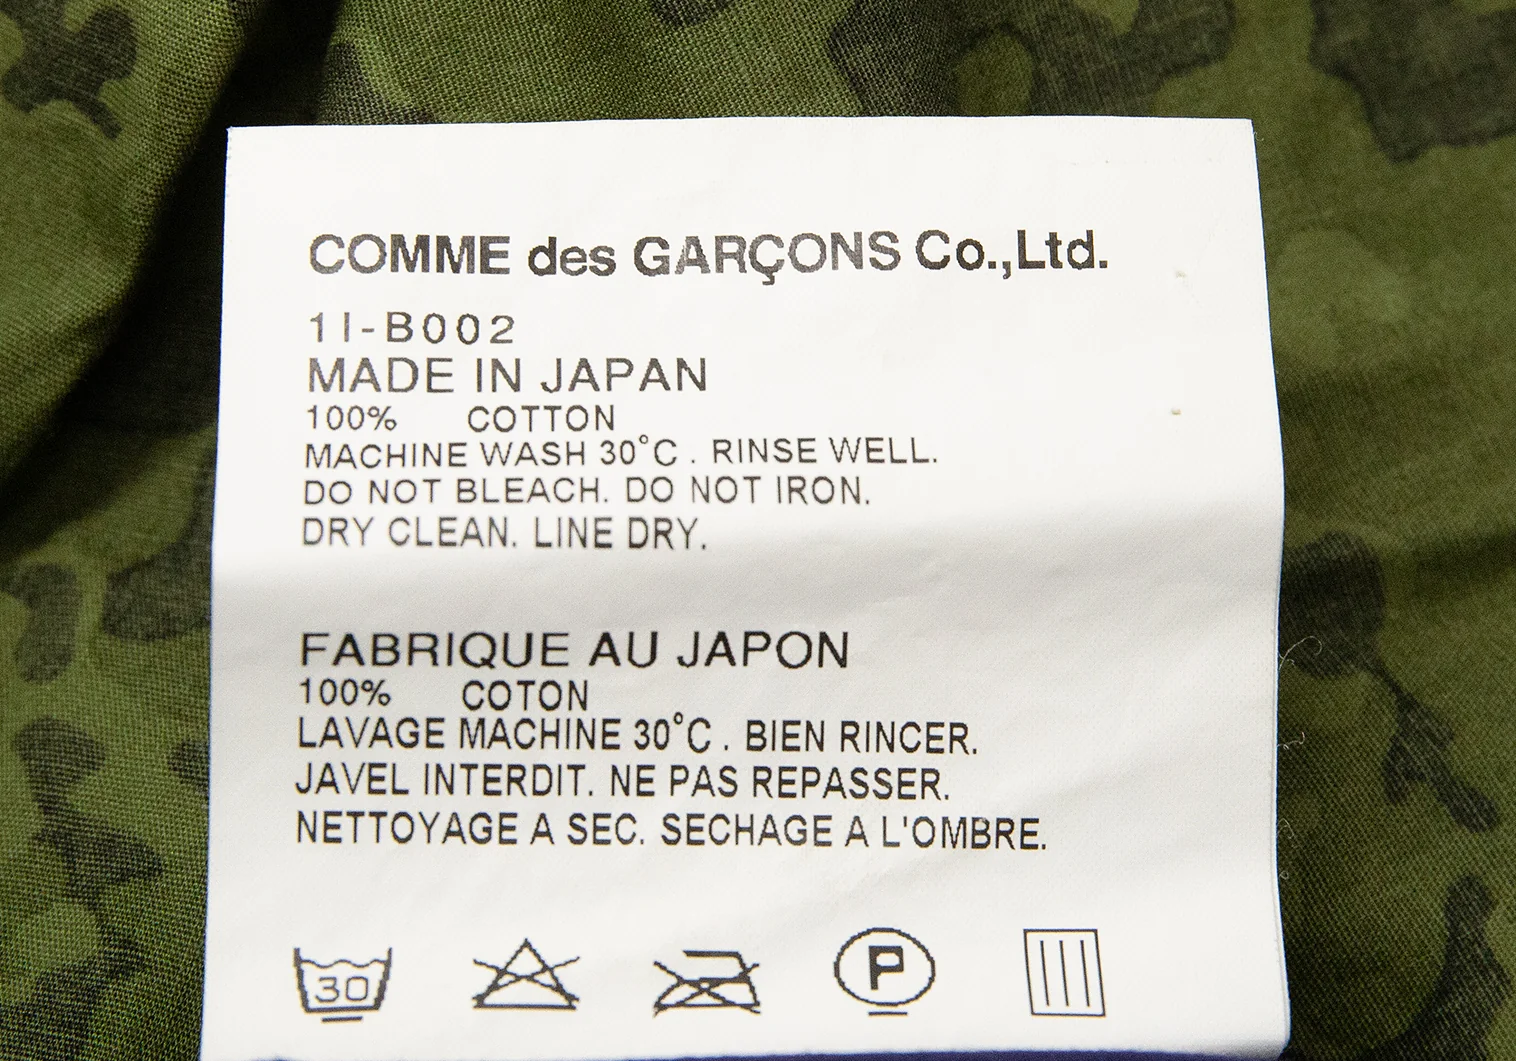 COMME des GARÇONS Co.,Ltd.
1I-B002
MADE IN JAPAN
100% COTTON
MACHINE WASH 30°C . RINSE WELL.
DO NOT BLEACH. DO NOT IRON.
DRY CLEAN. LINE DRY.
FABRIQUE AU JAPON
100% COTON
LAVAGE MACHINE 30°C . BIEN RINCER.
JAVEL INTERDIT. NE PAS REPASSER.
NETTOYAGE A SEC. SECHAGE A L'OMBRE.
30 P